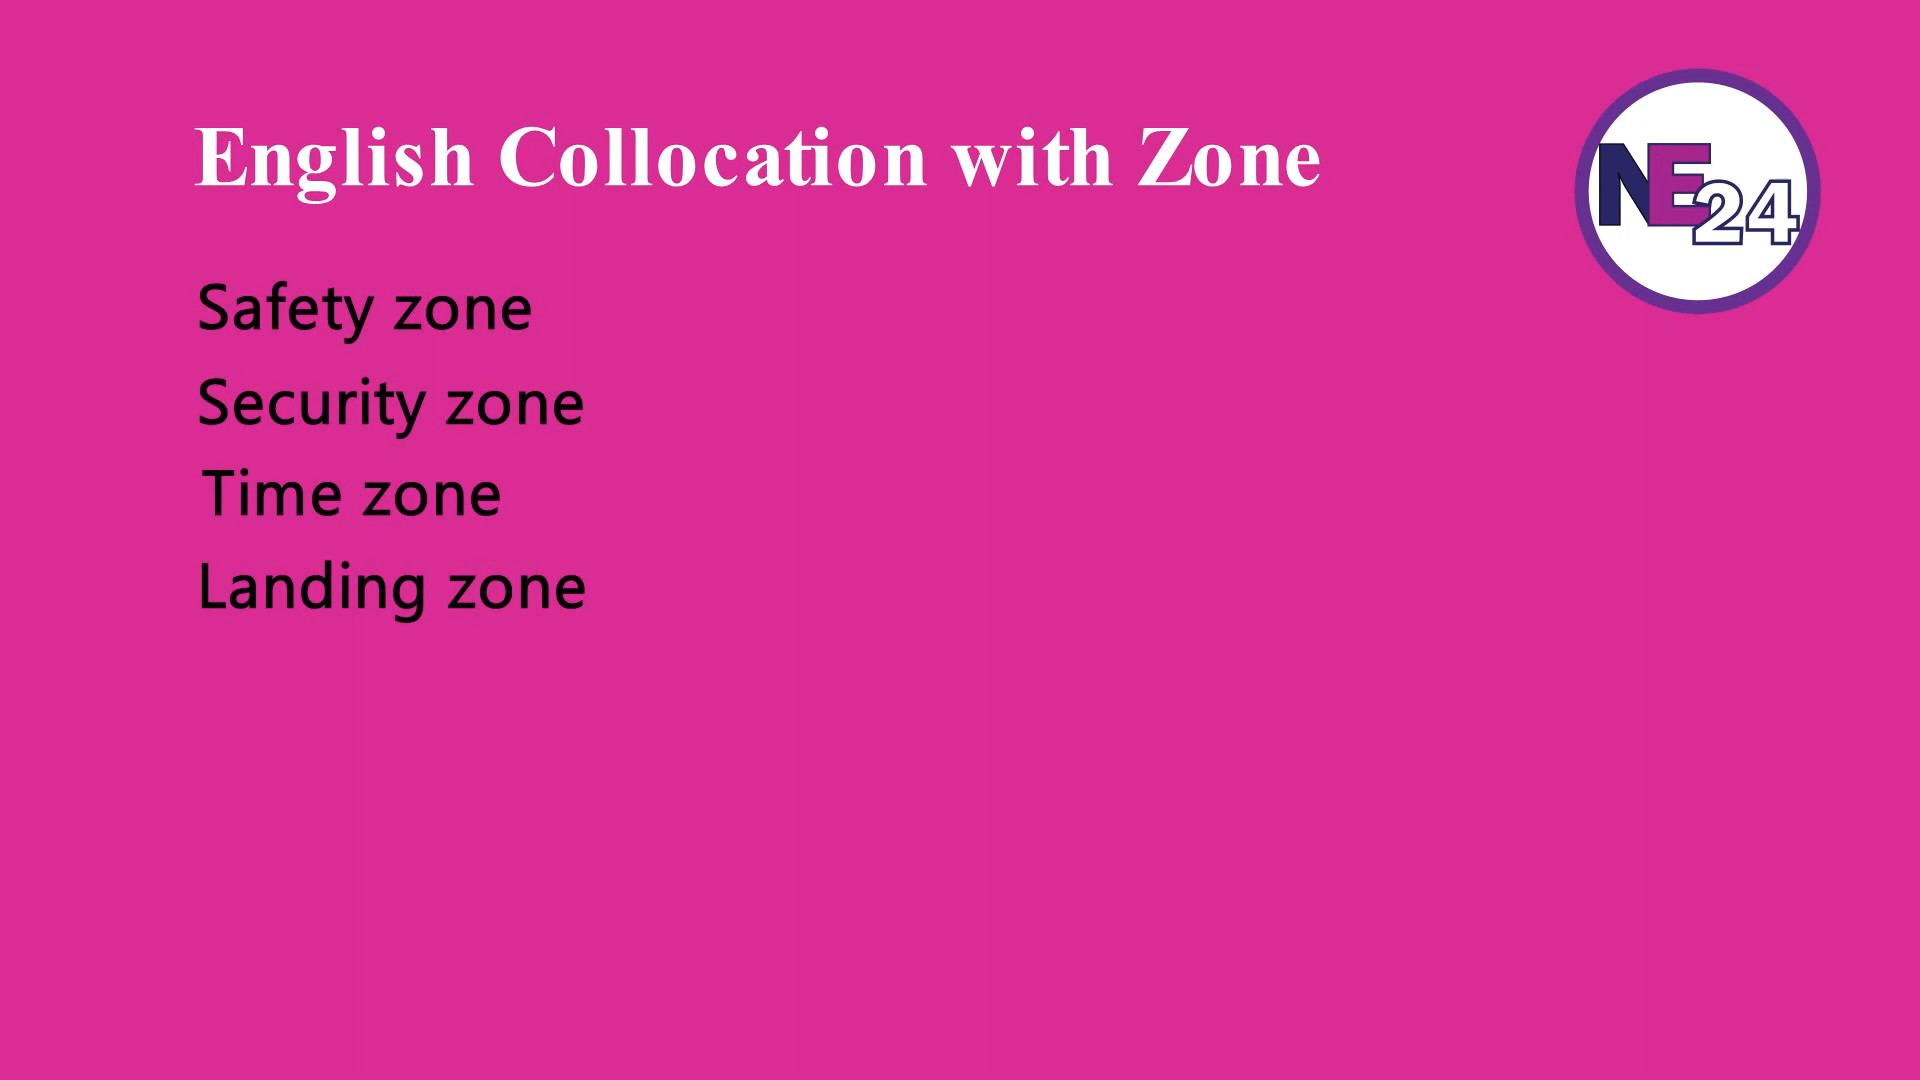 English Collocation with Zone
NE24
Safety zone
Security zone
Time zone
Landing zone